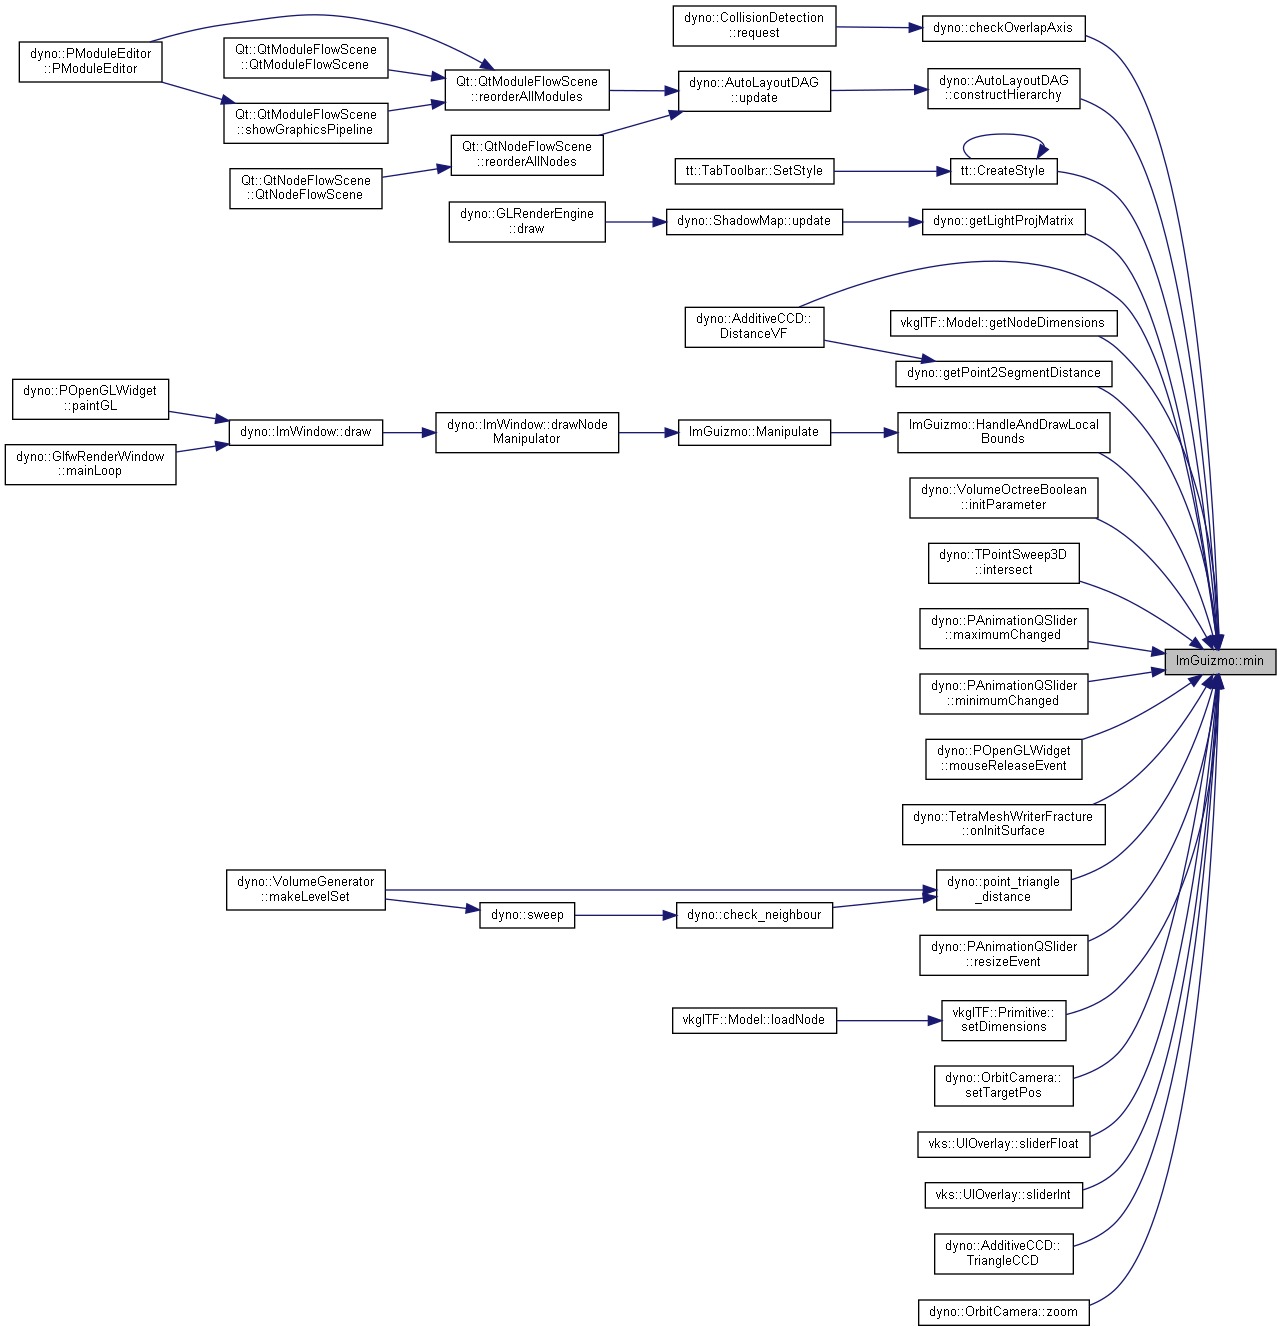 dyno::CollisionDetection
::request
dyno::checkOverlapAxis
dyno::PModuleEditor
::PModuleEditor
Qt::QtModuleFlowScene
::QtModuleFlowScene
Qt::QtModuleFlowScene
::reorderAllModules
dyno::AutoLayoutDAG
::update
dyno::AutoLayoutDAG
::constructHierarchy
Qt::QtModuleFlowScene
::showGraphicsPipeline
Qt::QtNodeFlowScene
::reorderAllNodes
Qt::QtNodeFlowScene
::QtNodeFlowScene
tt::TabToolbar::SetStyle
tt::CreateStyle
dyno::GLRenderEngine
::draw
dyno::ShadowMap::update
dyno::getLightProjMatrix
dyno::AdditiveCCD::
DistanceVF
vkglTF::Model::getNodeDimensions
dyno::getPoint2SegmentDistance
dyno::POpenGLWidget
::paintGL
dyno::ImWindow::draw
dyno::ImWindow::drawNode
Manipulator
ImGuizmo::Manipulate
ImGuizmo::HandleAndDrawLocal
Bounds
dyno::GlfwRenderWindow
::mainLoop
dyno::VolumeOctreeBoolean
::initParameter
dyno::TPointSweep3D
::intersect
dyno::PAnimationQSlider
::maximumChanged
ImGuizmo::min
dyno::PAnimationQSlider
::minimumChanged
dyno::POpenGLWidget
::mouseReleaseEvent
dyno::TetraMeshWriterFracture
::onInitSurface
dyno::VolumeGenerator
::makeLevelSet
dyno::sweep
dyno::check_neighbour
dyno::point_triangle
_distance
dyno::PAnimationQSlider
::resizeEvent
vkglTF::Model::loadNode
vkglTF::Primitive::
setDimensions
dyno::OrbitCamera::
setTargetPos
vks::UIOverlay::sliderFloat
vks::UIOverlay::sliderInt
dyno::AdditiveCCD::
TriangleCCD
dyno::OrbitCamera::zoom